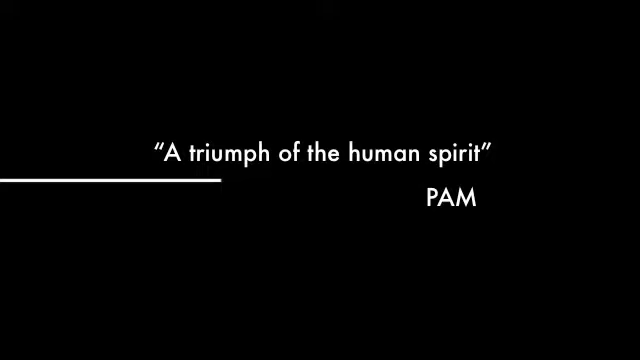 “A triumph of the human spirit”
PAM